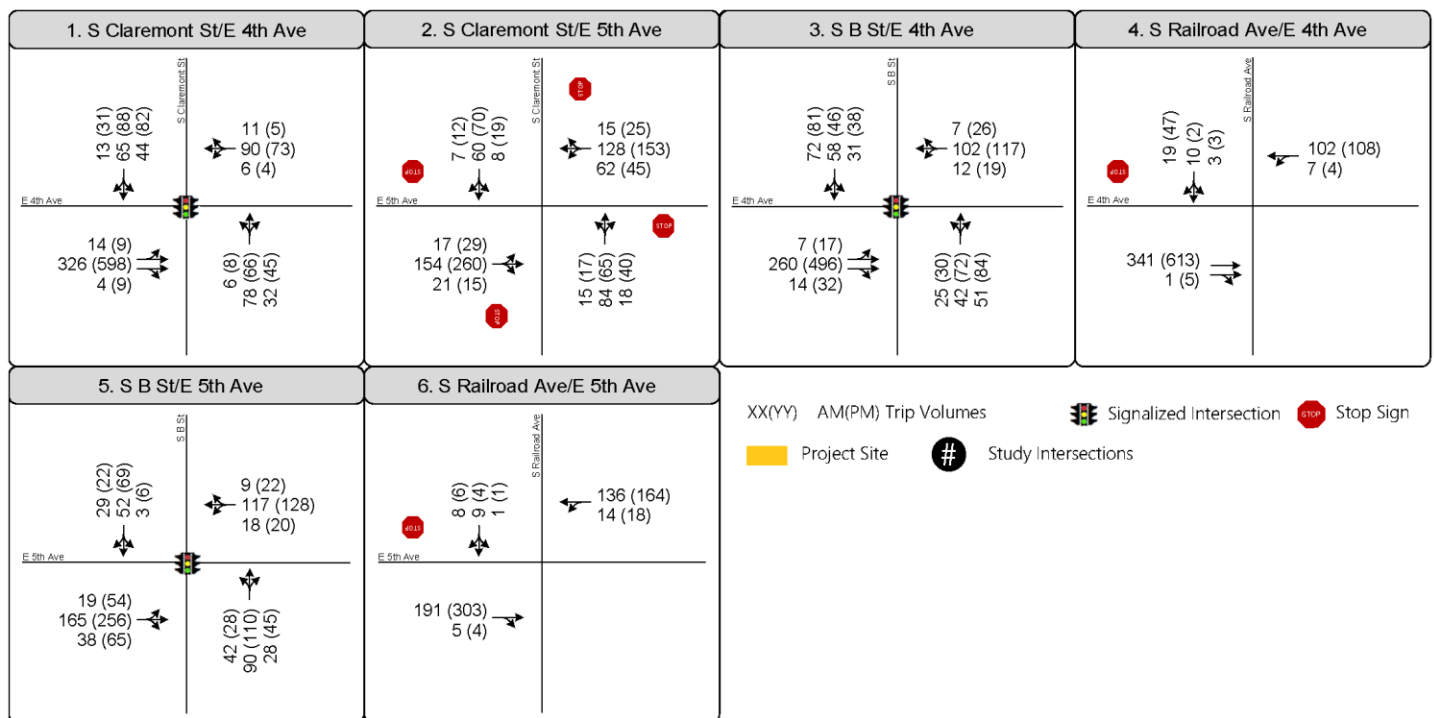 1. S Claremont St/E 4th Ave
S Claremont St
13 (31)
65 (88)
44 (82)
11 (5)
90 (73)
6 (4)
E 4th Ave
14 (9)
326 (598)
4 (9)
6 (8)
78 (66)
32 (45)
2. S Claremont St/E 5th Ave
S Claremont St
STOP
7 (12)
60 (70)
8 (19)
15 (25)
128 (153)
62 (45)
STOP
E 5th Ave
STOP
17 (29)
154 (260)
21 (15)
15 (17)
84 (65)
18 (40)
STOP
3. S B St/E 4th Ave
S B St
72 (81)
58 (46)
31 (38)
7 (26)
102 (117)
12 (19)
E 4th Ave
7 (17)
260 (496)
14 (32)
25 (30)
42 (72)
51 (84)
4. S Railroad Ave/E 4th Ave
S Railroad Ave
19 (47)
10 (2)
3 (3)
102 (108)
7 (4)
STOP
E 4th Ave
341 (613)
1 (5)
5. S B St/E 5th Ave
S B St
29 (22)
52 (69)
3 (6)
9 (22)
117 (128)
18 (20)
E 5th Ave
19 (54)
165 (256)
38 (65)
42 (28)
90 (110)
28 (45)
6. S Railroad Ave/E 5th Ave
S Railroad Ave
8 (6)
9 (4)
1 (1)
136 (164)
14 (18)
STOP
E 5th Ave
191 (303)
5 (4)
XX(YY) AM(PM) Trip Volumes
Signalized Intersection
STOP
Stop Sign
Project Site
#
Study Intersections